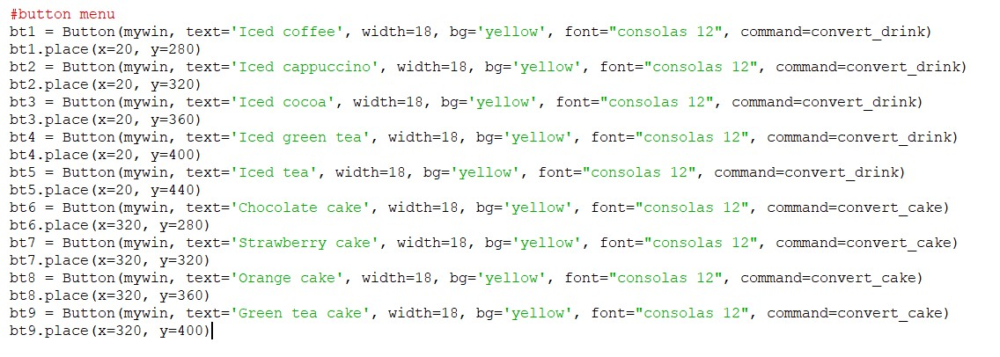 #button menu
bt1 = Button(mywin, text='Iced coffee', width=18, bg='yellow', font="consolas 12", command=convert_drink)
bt1.place(x=20, y=280)
bt2 = Button(mywin, text='Iced cappuccino', width=18, bg='yellow', font="consolas 12", command=convert_drink)
bt2.place(x=20, y=320)
bt3 = Button(mywin, text='Iced cocoa', width=18, bg='yellow', font="consolas 12", command=convert_drink)
bt3.place(x=20, y=360)
bt4 = Button(mywin, text='Iced green tea', width=18, bg='yellow', font="consolas 12", command=convert_drink)
bt4.place(x=20, y=400)
bt5 = Button(mywin, text='Iced tea', width=18, bg='yellow', font="consolas 12", command=convert_drink)
bt5.place(x=20, y=440)
bt6 = Button(mywin, text='Chocolate cake', width=18, bg='yellow', font="consolas 12", command=convert_cake)
bt6.place(x=320, y=280)
bt7 = Button(mywin, text='Strawberry cake', width=18, bg='yellow', font="consolas 12", command=convert_cake)
bt7.place(x=320, y=320)
bt8 = Button(mywin, text='Orange cake', width=18, bg='yellow', font="consolas 12", command=convert_cake)
bt8.place(x=320, y=360)
bt9 = Button(mywin, text='Green tea cake', width=18, bg='yellow', font="consolas 12", command=convert_cake)
bt9.place(x=320, y=400)